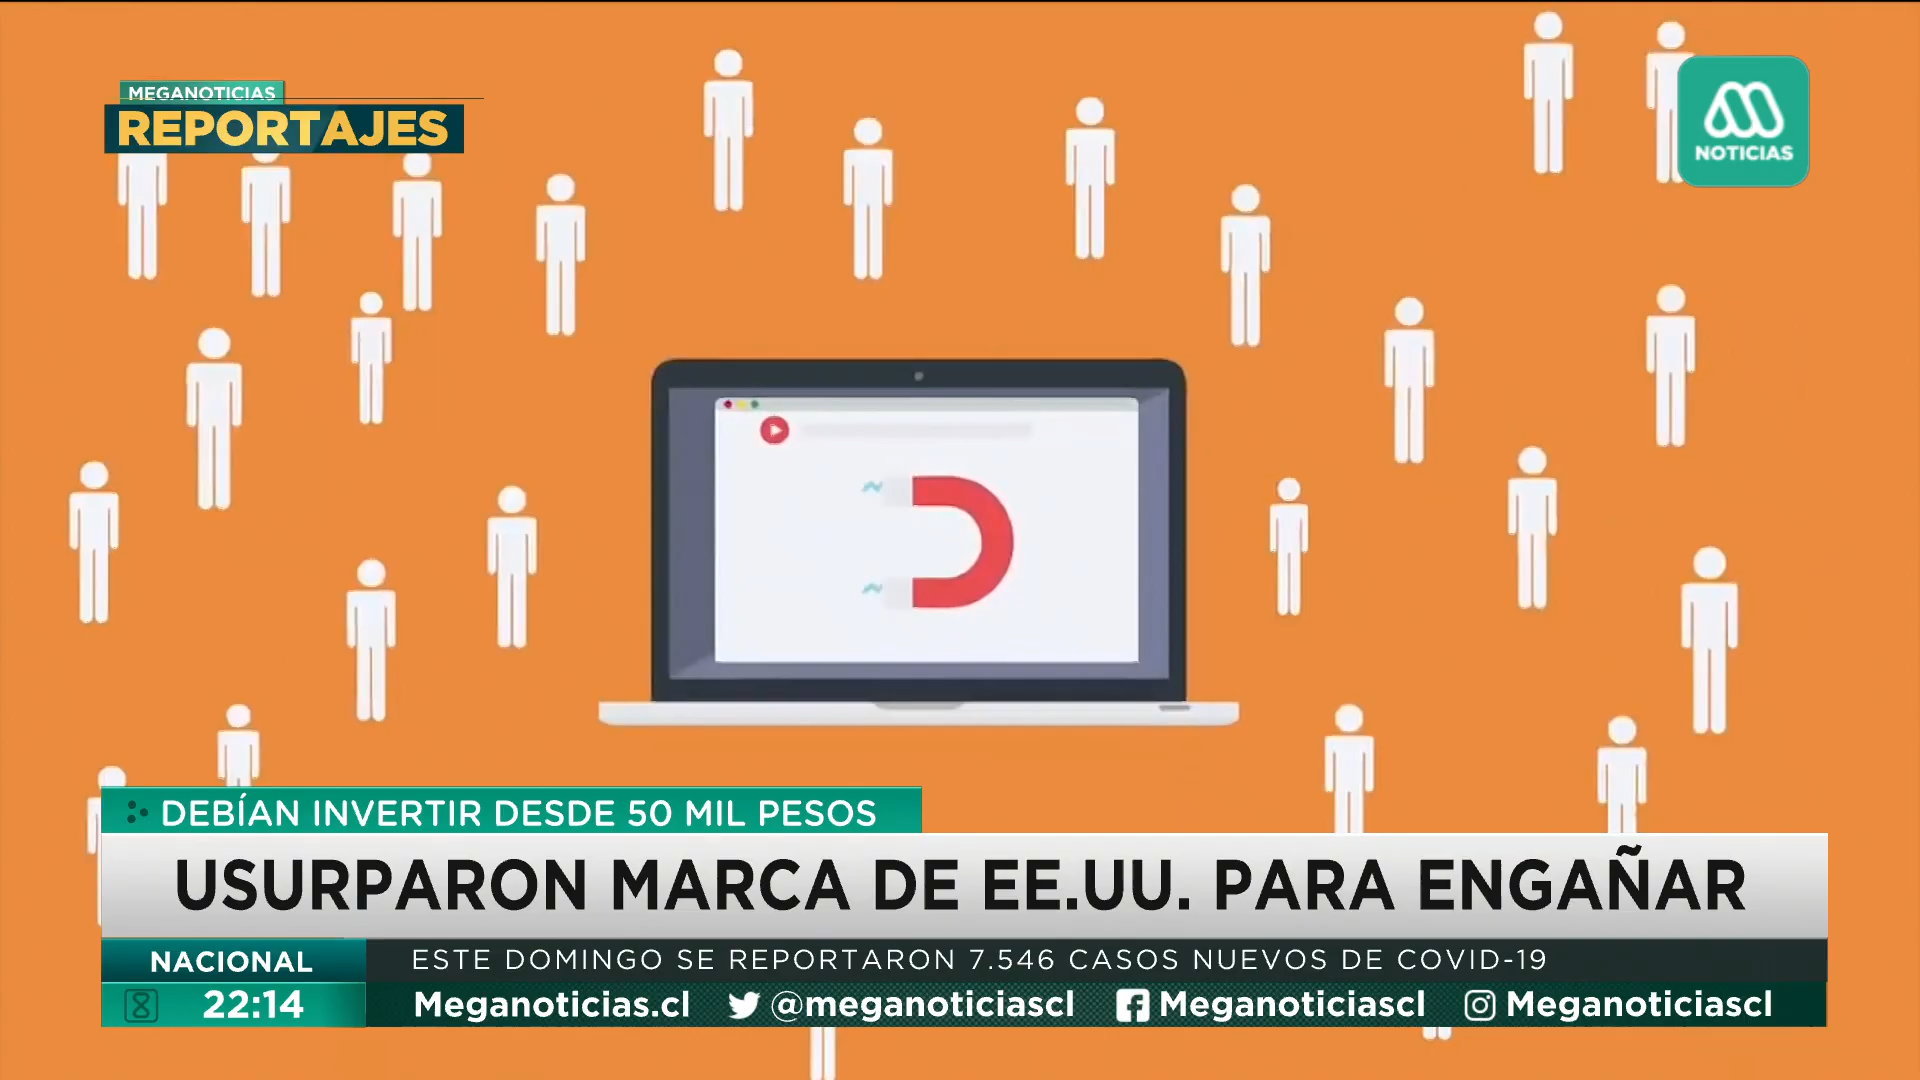 MEGANOTICIAS
REPORTAJES
NOTICIAS
DEBÍAN INVERTIR DESDE 50 MIL PESOS
USURPARON MARCA DE EE.UU. PARA ENGAÑAR
NACIONAL
ESTE DOMINGO SE REPORTARON 7.546 CASOS NUEVOS DE COVID-19
22:14
Meganoticias.cl @meganoticiascl Meganoticiascl Meganoticiascl